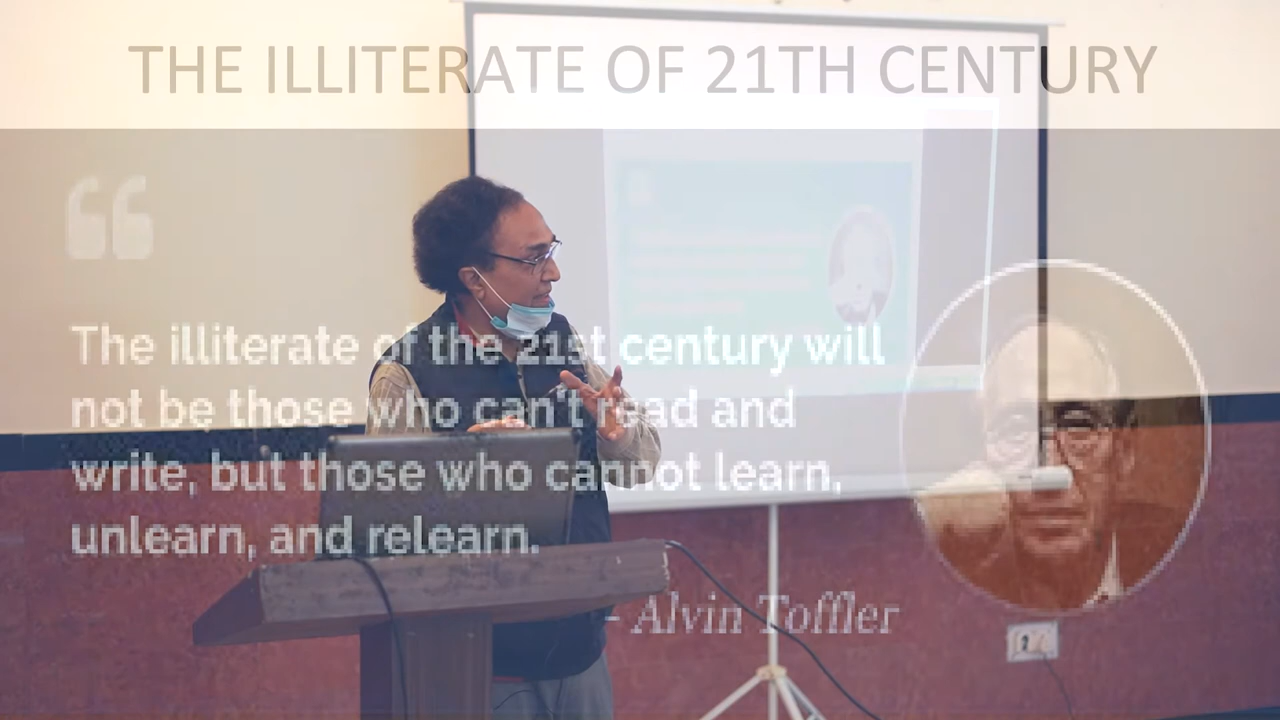 THE ILLITERATE OF 21TH CENTURY
“
The illiterate of the 21st century will
not be those who can't read and
write, but those who cannot learn,
unlearn, and relearn.
- Alvin Toffler